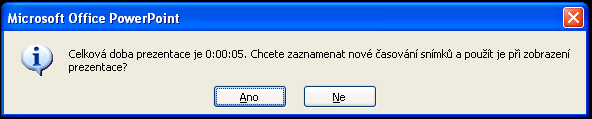 Microsoft Office PowerPoint
Celková doba prezentace je 0:00:05. Chcete zaznamenat nové časování snímků a použít je při zobrazení
prezentace?
Ano
Ne